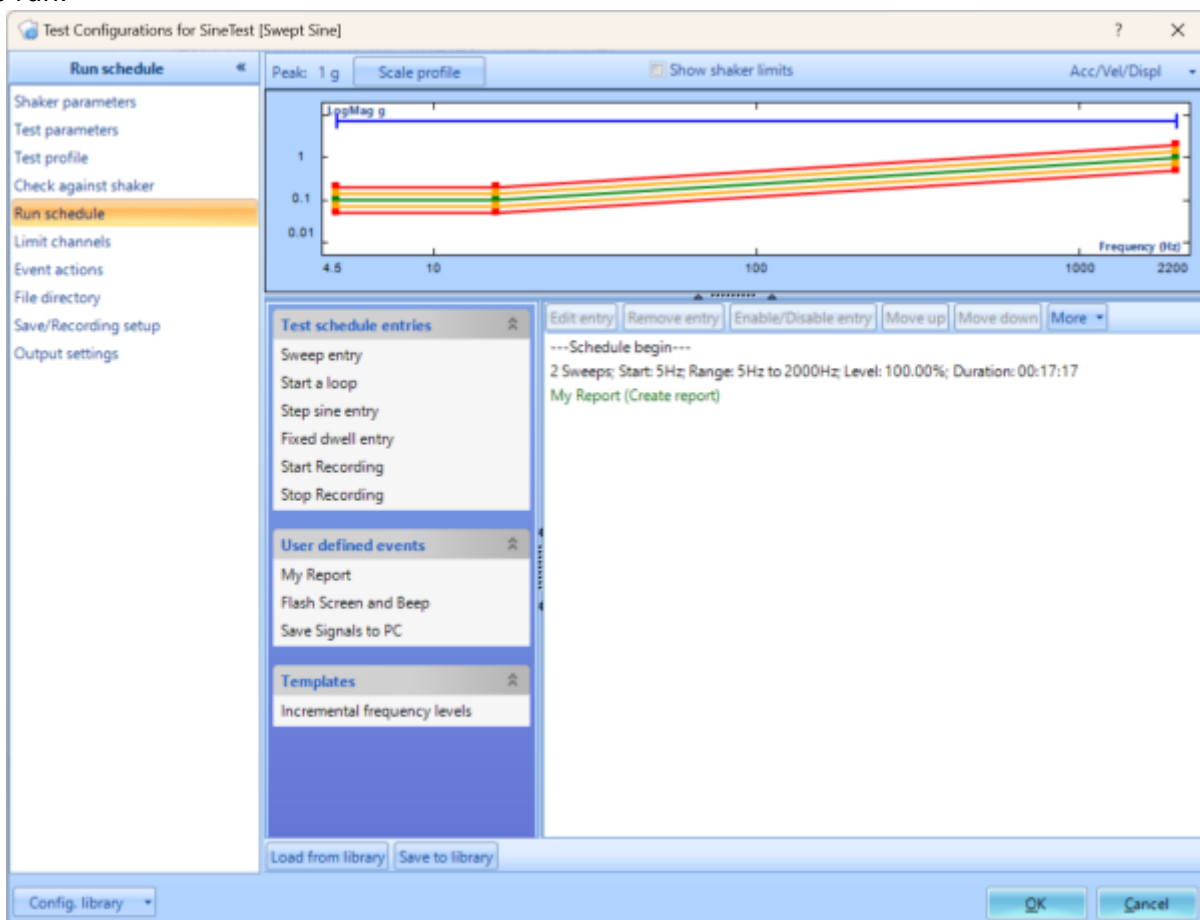 Test Configurations for SineTest [Swept Sine]
? X
Run schedule «
Shaker parameters
Test parameters
Test profile
Check against shaker
Run schedule
Limit channels
Event actions
File directory
Save/Recording setup
Output settings
Peak: 1 g Scale profile Show shaker limits Acc/Vel/Displ
LogMag g
1
0.1
0.01
Frequency (Hz)
4.5 10 100 1000 2200
Test schedule entries
Sweep entry
Start a loop
Step sine entry
Fixed dwell entry
Start Recording
Stop Recording
User defined events
My Report
Flash Screen and Beep
Save Signals to PC
Templates
Incremental frequency levels
Edit entry Remove entry Enable/Disable entry Move up Move down More
---Schedule begin---
2 Sweeps; Start: 5Hz; Range: 5Hz to 2000Hz; Level: 100.00%; Duration: 00:17:17
My Report (Create report)
Load from library Save to library
Config. library OK Cancel